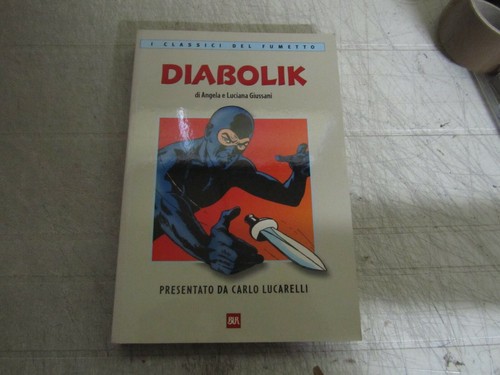 I CLASSICI DEL FUMETTO
DIABOLIK
di Angela e Luciana Giussani
PRESENTATO DA CARLO LUCARELLI
BUR